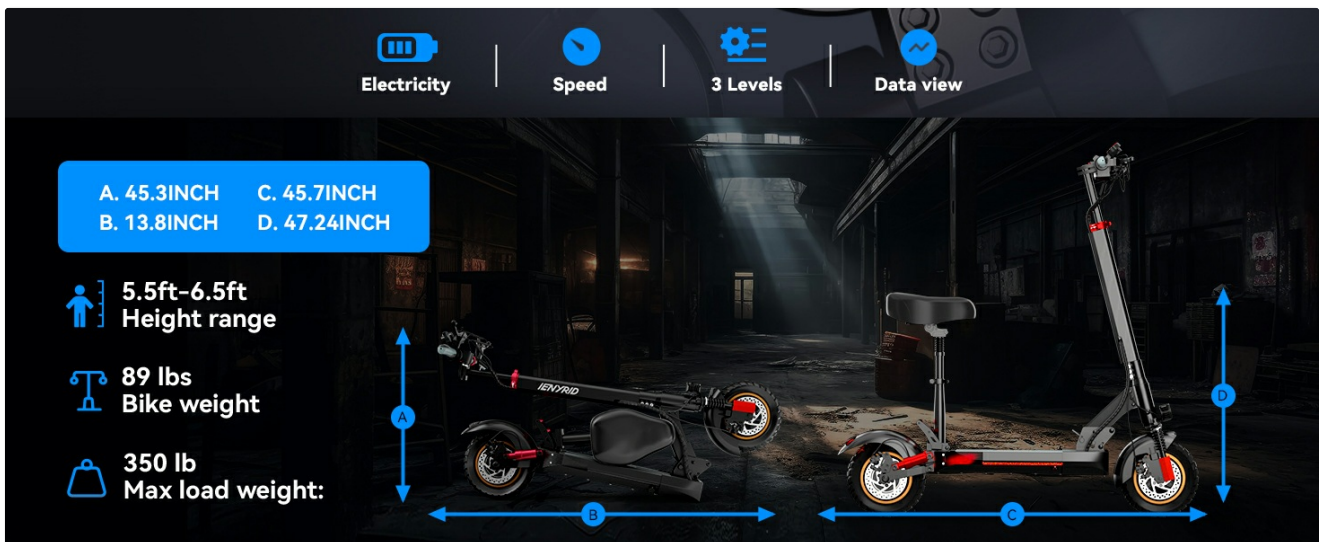 Electricity
Speed
3 Levels
Data view
A. 45.3INCH C. 45.7INCH
B. 13.8INCH D. 47.24INCH
5.5ft-6.5ft
Height range
89 lbs
Bike weight
350 lb
Max load weight:
A
IENYRID
B
C
D